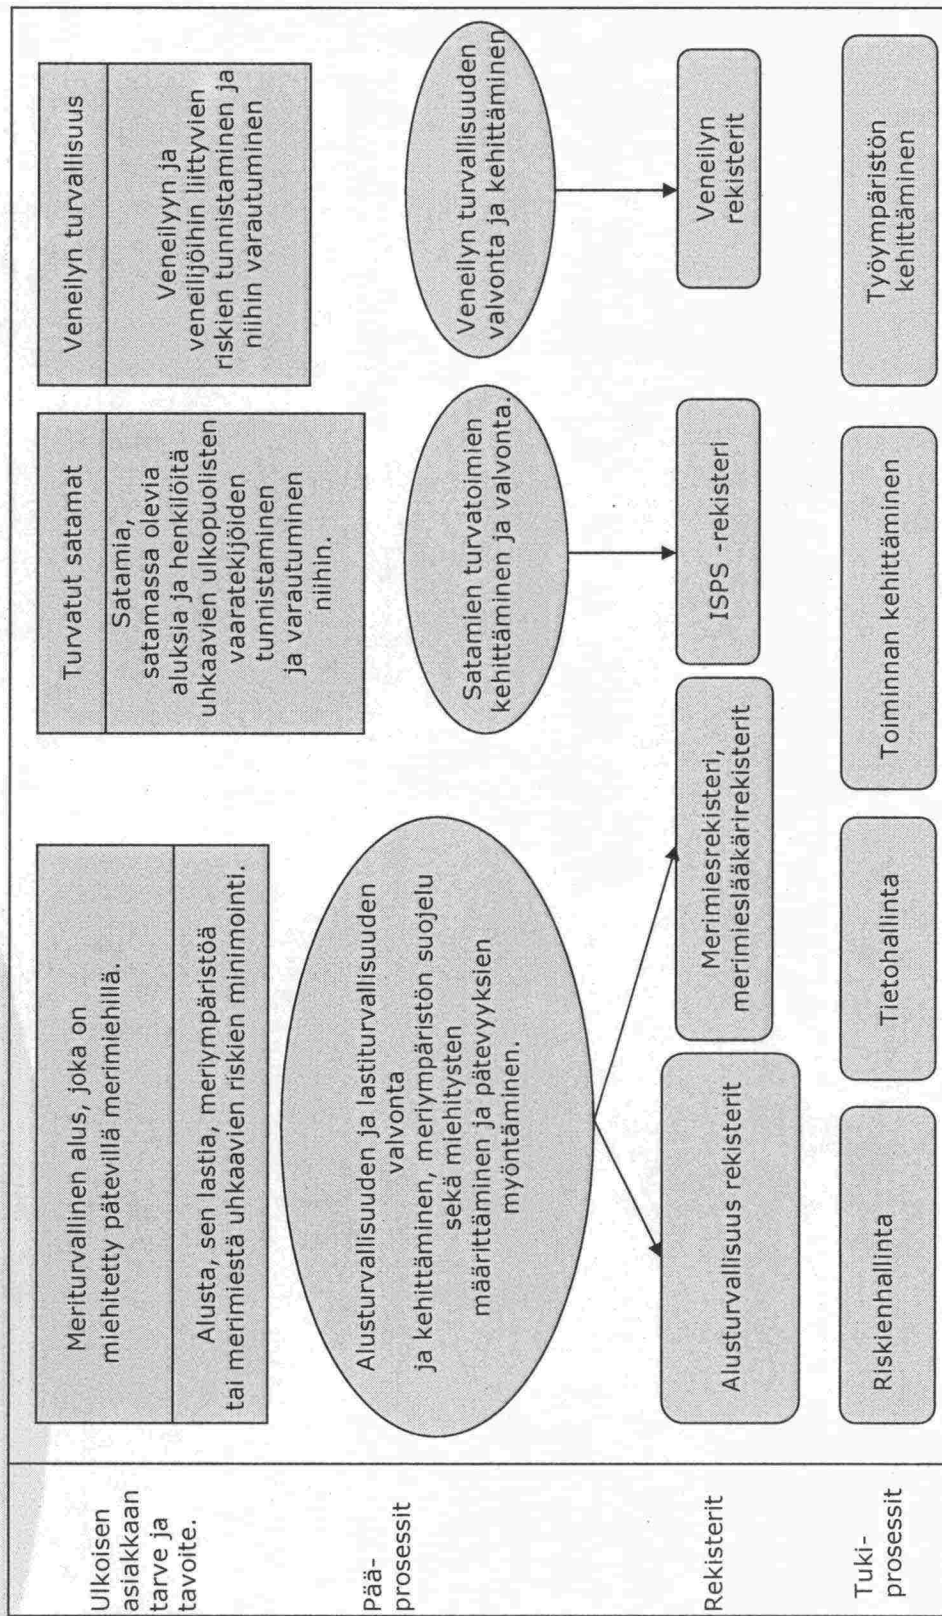 Ulkoisen
asiakkaan
tarve ja
tavoite.
Meriturvallinen alus, joka on
miehitetty pätevillä merimiehillä.
Alusta, sen lastia, meriympäristöä
tai merimiestä uhkaavien riskien minimointi.
Turvatut satamat
Satamia,
satamassa olevia
aluksia ja henkilöitä
uhkaavien ulkopuolisten
vaaratekijöiden
tunnistaminen
ja varautuminen
niihin.
Veneilyn turvallisuus
Veneilyyn ja
veneilijöihin liittyvien
riskien tunnistaminen ja
niihin varautuminen
Pää-
prosessit
Alusturvallisuuden ja lastiturvallisuuden
valvonta
ja kehittäminen, meriympäristön suojelu
sekä miehitysten
määrittäminen ja pätevyyksien
myöntäminen.
Satamien turvatoimien
kehittäminen ja valvonta.
Veneilyn turvallisuuden
valvonta ja kehittäminen
Rekisterit
Alusturvallisuus rekisterit
Merimiesrekisteri,
merimieslääkärirekisterit
ISPS -rekisteri
Veneilyn
rekisterit
Tuki-
prosessit
Riskienhallinta
Tietohallinta
Toiminnan kehittäminen
Työympäristön
kehittäminen